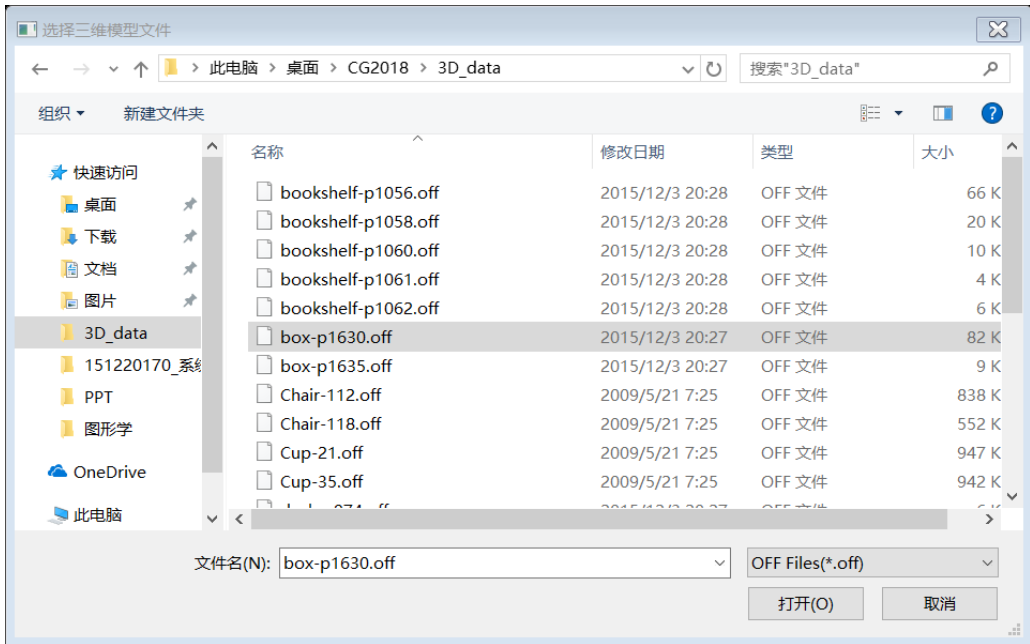 选择三维模型文件
此电脑 > 桌面 > CG2018 > 3D_data
搜索"3D_data"
组织
新建文件夹
名称 修改日期 类型 大小
快速访问
桌面
下载
文档
图片
3D_data
151220170_系统
PPT
图形学
OneDrive
此电脑
bookshelf-p1056.off 2015/12/3 20:28 OFF 文件 66 K
bookshelf-p1058.off 2015/12/3 20:28 OFF 文件 20 K
bookshelf-p1060.off 2015/12/3 20:28 OFF 文件 10 K
bookshelf-p1061.off 2015/12/3 20:28 OFF 文件 4 K
bookshelf-p1062.off 2015/12/3 20:28 OFF 文件 6 K
box-p1630.off 2015/12/3 20:27 OFF 文件 82 K
box-p1635.off 2015/12/3 20:27 OFF 文件 9 K
Chair-112.off 2009/5/21 7:25 OFF 文件 838 K
Chair-118.off 2009/5/21 7:25 OFF 文件 552 K
Cup-21.off 2009/5/21 7:25 OFF 文件 947 K
Cup-35.off 2009/5/21 7:25 OFF 文件 942 K
文件名(N): box-p1630.off
OFF Files(*.off)
打开(O)
取消